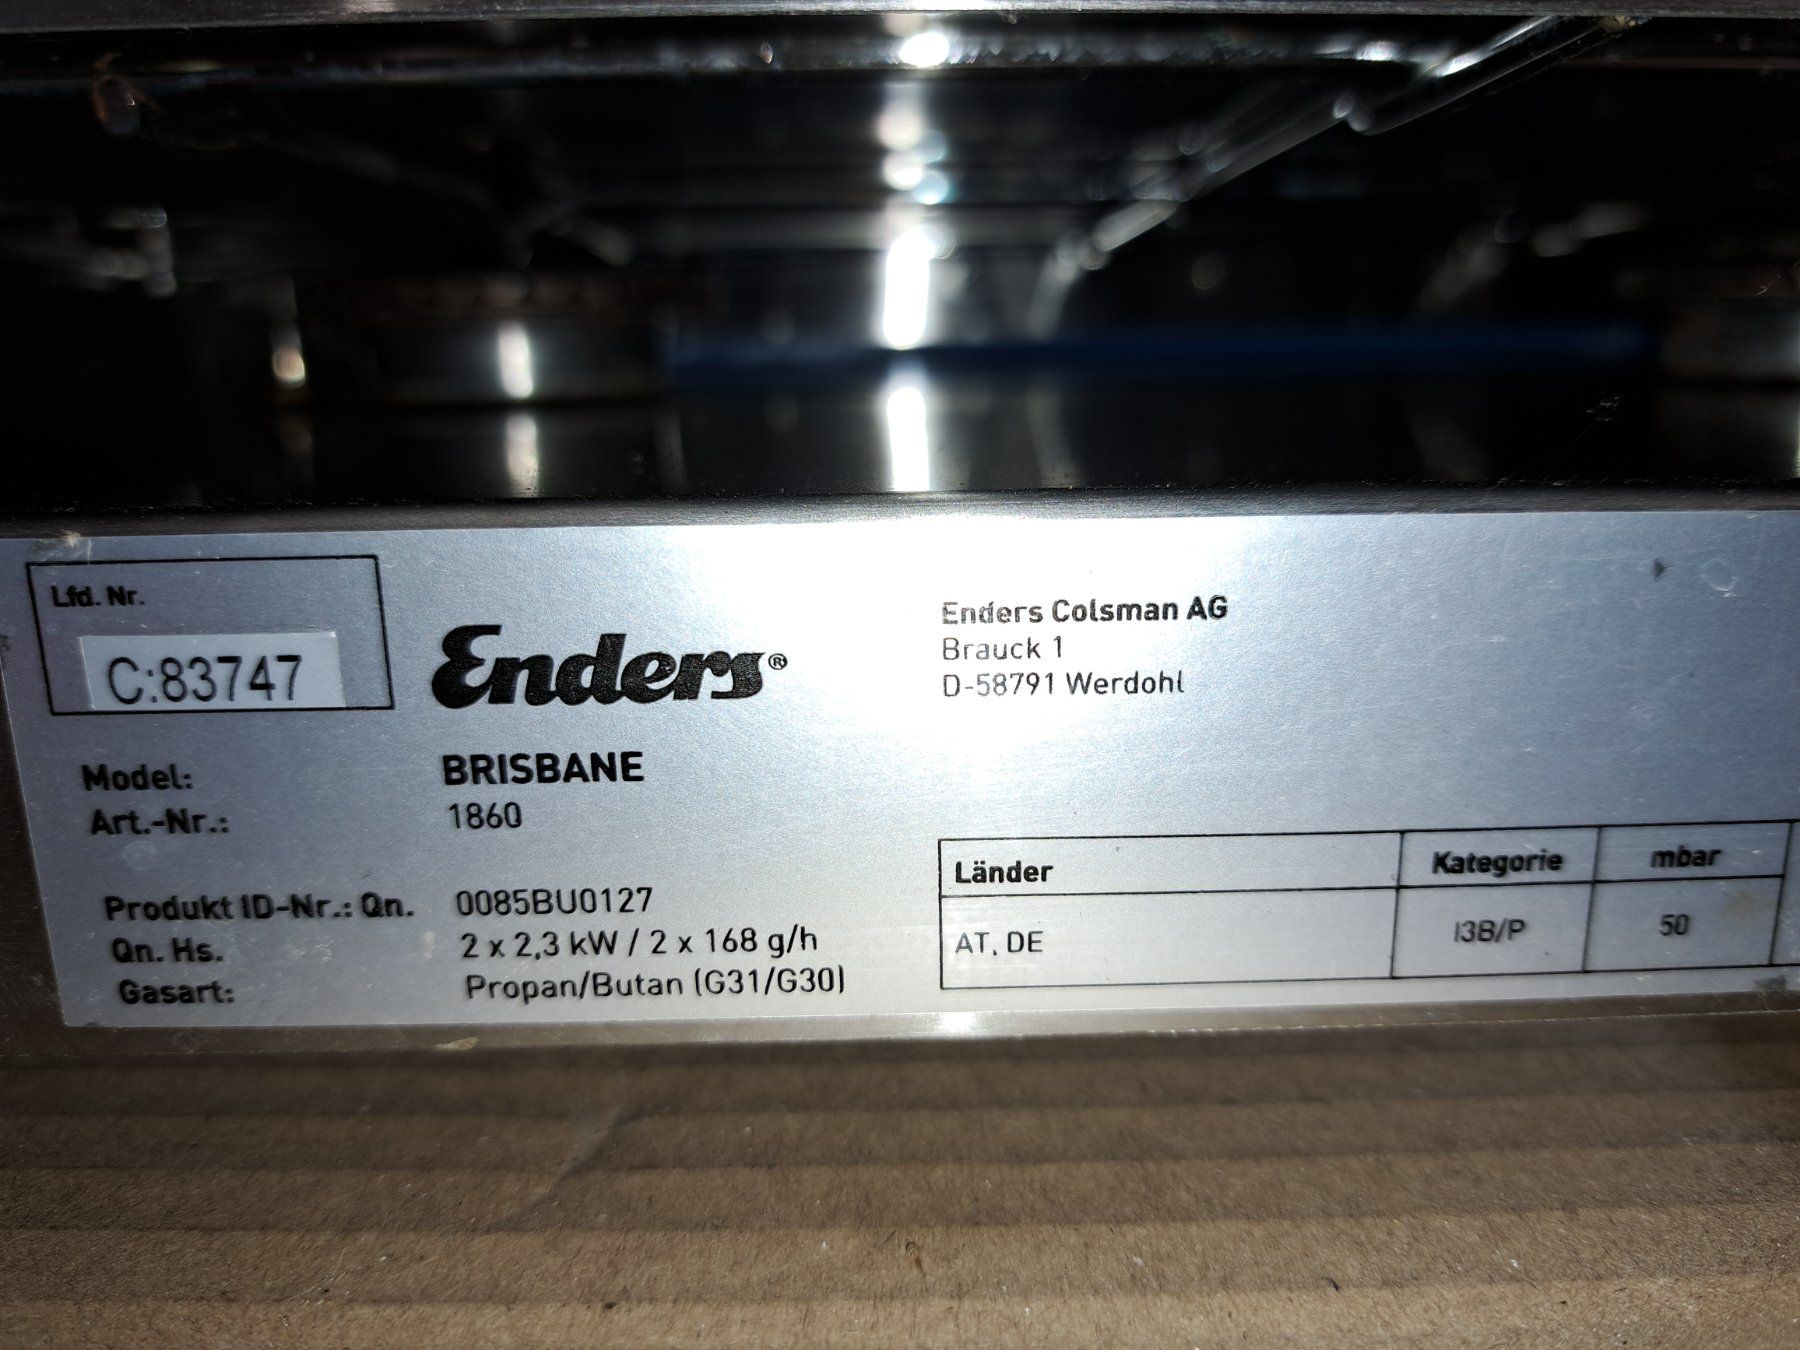 Lfd. Nr.
C:83747
Enders®
Enders Colsman AG
Brauck 1
D-58791 Werdohl
Model: BRISBANE
Art.-Nr.: 1860
Produkt ID-Nr.: Qn. 0085BU0127
Qn. Hs. 2 x 2,3 kW / 2 x 168 g/h
Gasart: Propan/Butan (G31/G30)
Länder Kategorie mbar
AT, DE I3B/P 50